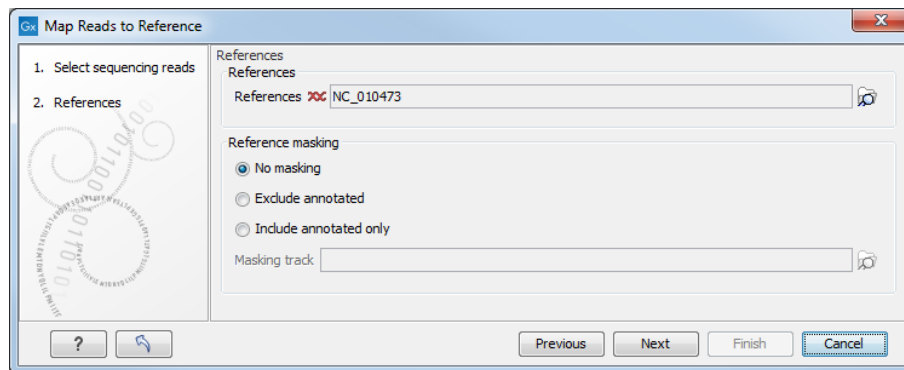 Gx Map Reads to Reference
1. Select sequencing reads
2. References
References
References
References NC_010473
Reference masking
No masking
Exclude annotated
Include annotated only
Masking track
? Previous Next Finish Cancel